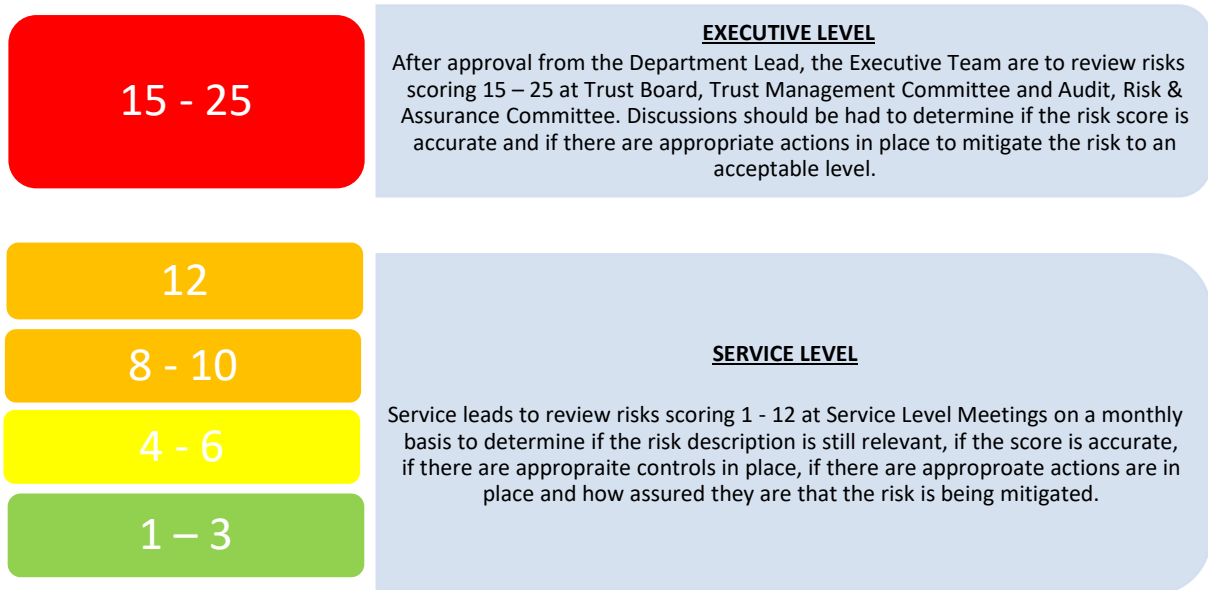 15 - 25
EXECUTIVE LEVEL
After approval from the Department Lead, the Executive Team are to review risks
scoring 15 – 25 at Trust Board, Trust Management Committee and Audit, Risk &
Assurance Committee. Discussions should be had to determine if the risk score is
accurate and if there are appropriate actions in place to mitigate the risk to an
acceptable level.
12
8 - 10
4 - 6
1 – 3
SERVICE LEVEL
Service leads to review risks scoring 1 - 12 at Service Level Meetings on a monthly
basis to determine if the risk description is still relevant, if the score is accurate,
if there are appropraite controls in place, if there are approproate actions are in
place and how assured they are that the risk is being mitigated.